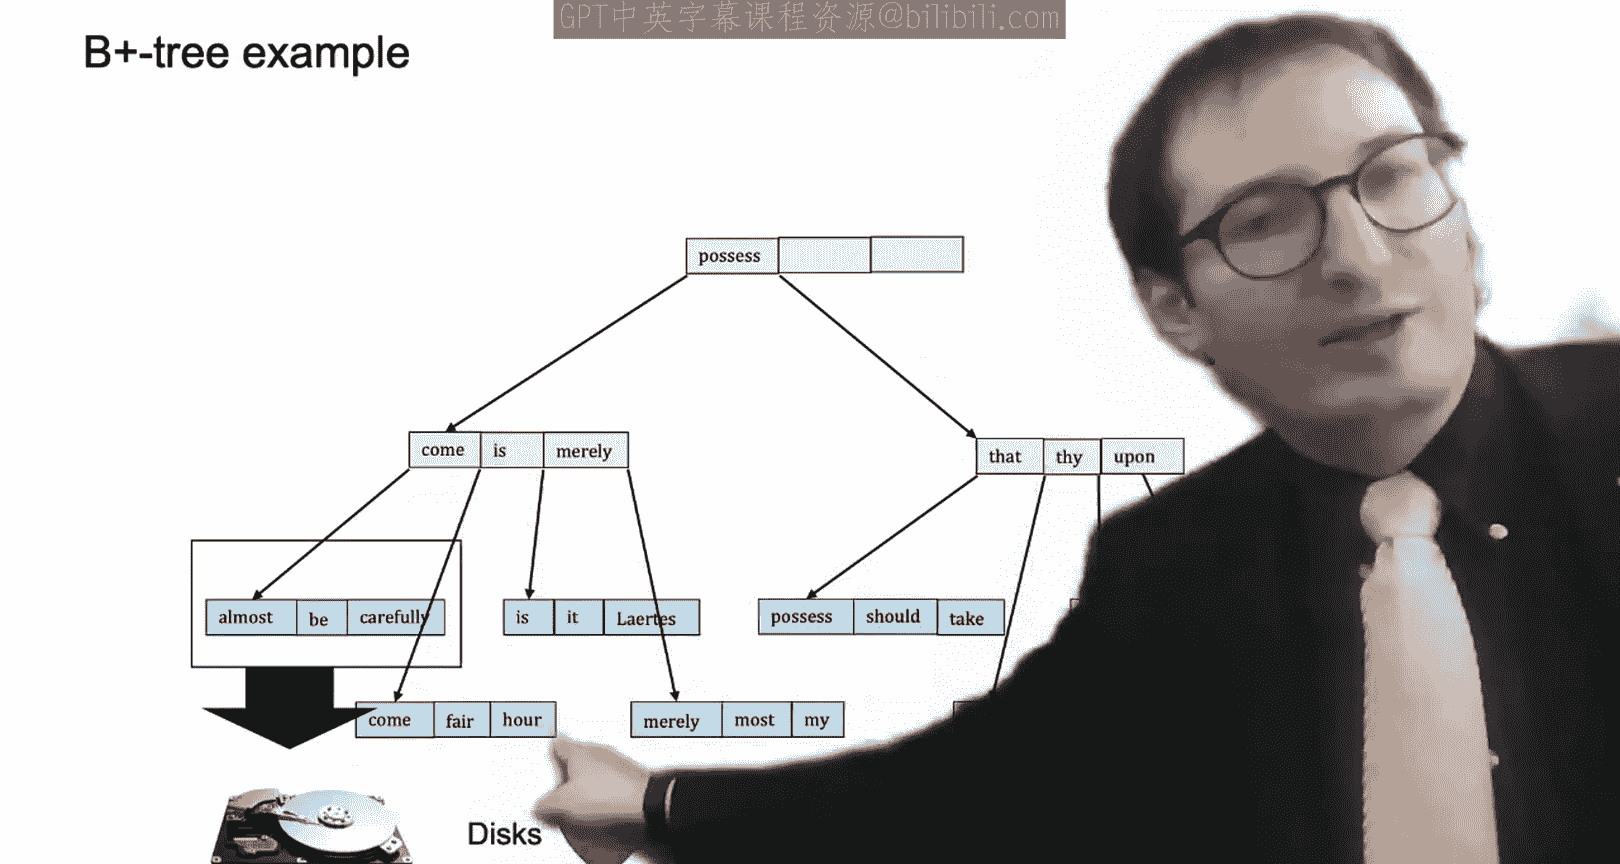 GPT中英字幕课程资源@bilibili.com
B+-tree example
possess
come is merely
that thy upon
almost be carefully
is it Laertes
possess should take
come fair hour
merely most my
Disks